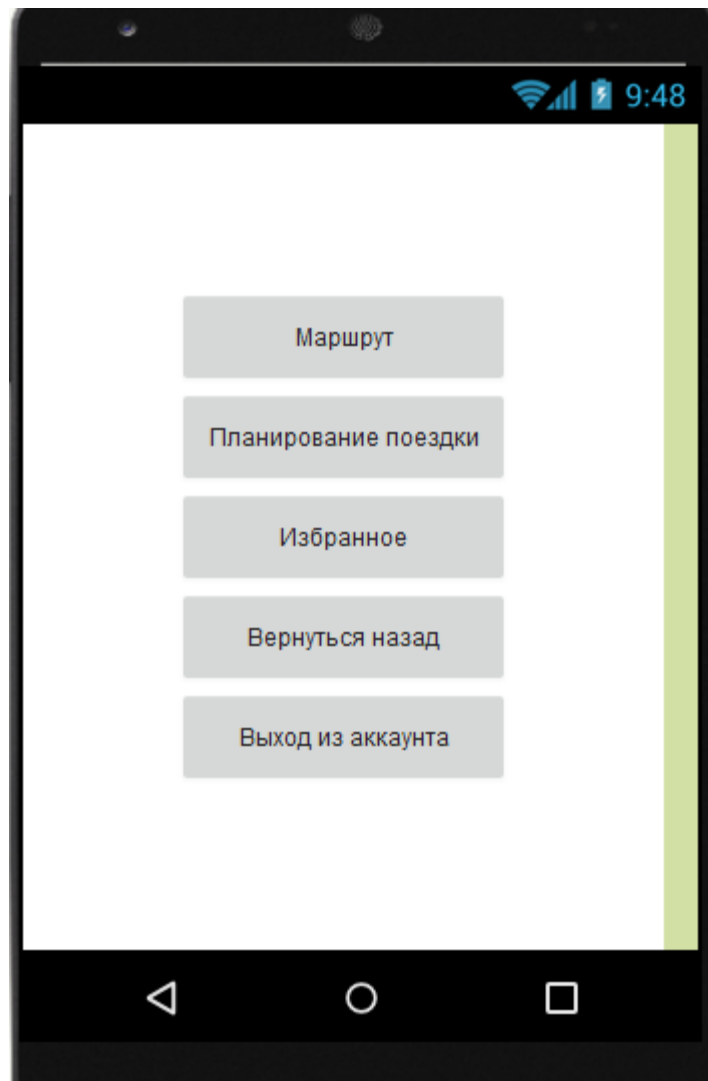 9:48
Маршрут
Планирование поездки
Избранное
Вернуться назад
Выход из аккаунта